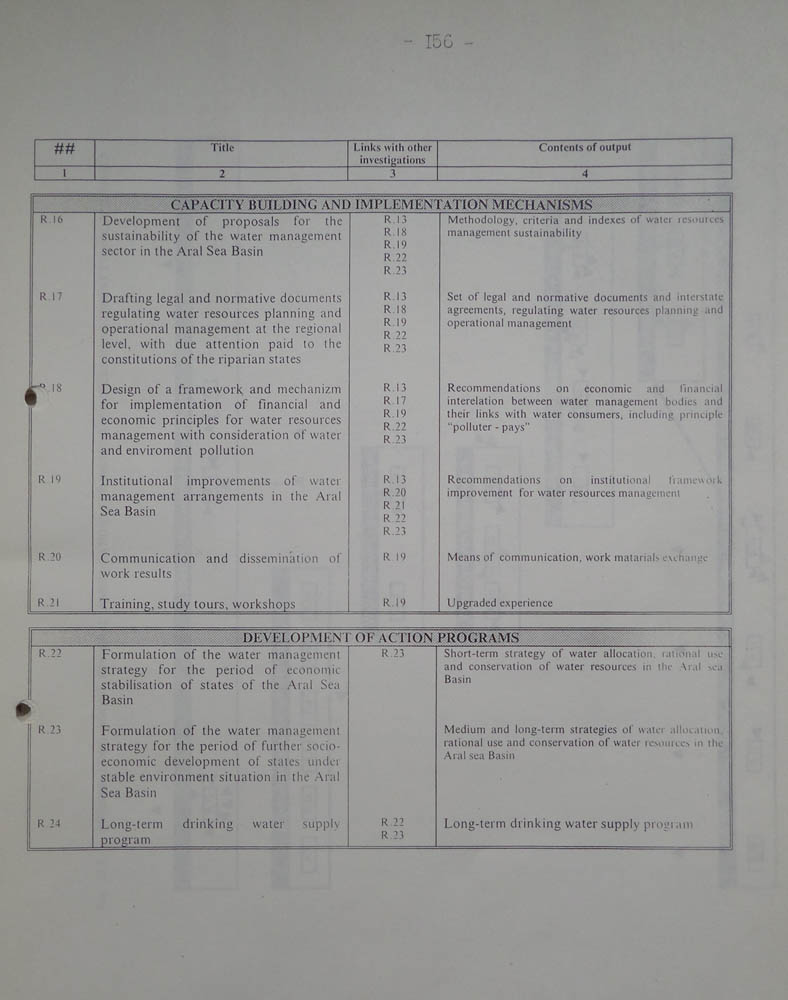 - I56 -
## Title Links with other investigations Contents of output
1 2 3 4
CAPACITY BUILDING AND IMPLEMENTATION MECHANISMS
R.16 Development of proposals for the R.13 Methodology, criteria and indexes of water resources
sustainability of the water management R.18 management sustainability
sector in the Aral Sea Basin R.19
R.22
R.23
R.17 Drafting legal and normative documents R.13 Set of legal and normative documents and interstate
regulating water resources planning and R.18 agreements, regulating water resources planning and
operational management at the regional R.19 operational management
level, with due attention paid to the R.22
constitutions of the riparian states R.23
R.18 Design of a framework and mechanizm R.13 Recommendations on economic and financial
for implementation of financial and R.17 interelation between water management bodies and
economic principles for water resources R.19 their links with water consumers, including principle
management with consideration of water R.22 "polluter - pays"
and enviroment pollution R.23
R 19 Institutional improvements of water R.13 Recommendations on institutional framework
management arrangements in the Aral R.20 improvement for water resources management
Sea Basin R.21
R.22
R.23
R.20 Communication and dissemination of R 19 Means of communication, work matarials exchange
work results
R.21 Training, study tours, workshops R.19 Upgraded experience
DEVELOPMENT OF ACTION PROGRAMS
R.22 Formulation of the water management R.23 Short-term strategy of water allocation, rational use
strategy for the period of economic and conservation of water resources in the Aral sea
stabilisation of states of the Aral Sea Basin
Basin
R.23 Formulation of the water management Medium and long-term strategies of water allocation,
strategy for the period of further socio- rational use and conservation of water resources in the
economic development of states under Aral sea Basin
stable environment situation in the Aral
Sea Basin
R 24 Long-term drinking water supply R.22 Long-term drinking water supply program
program R.23